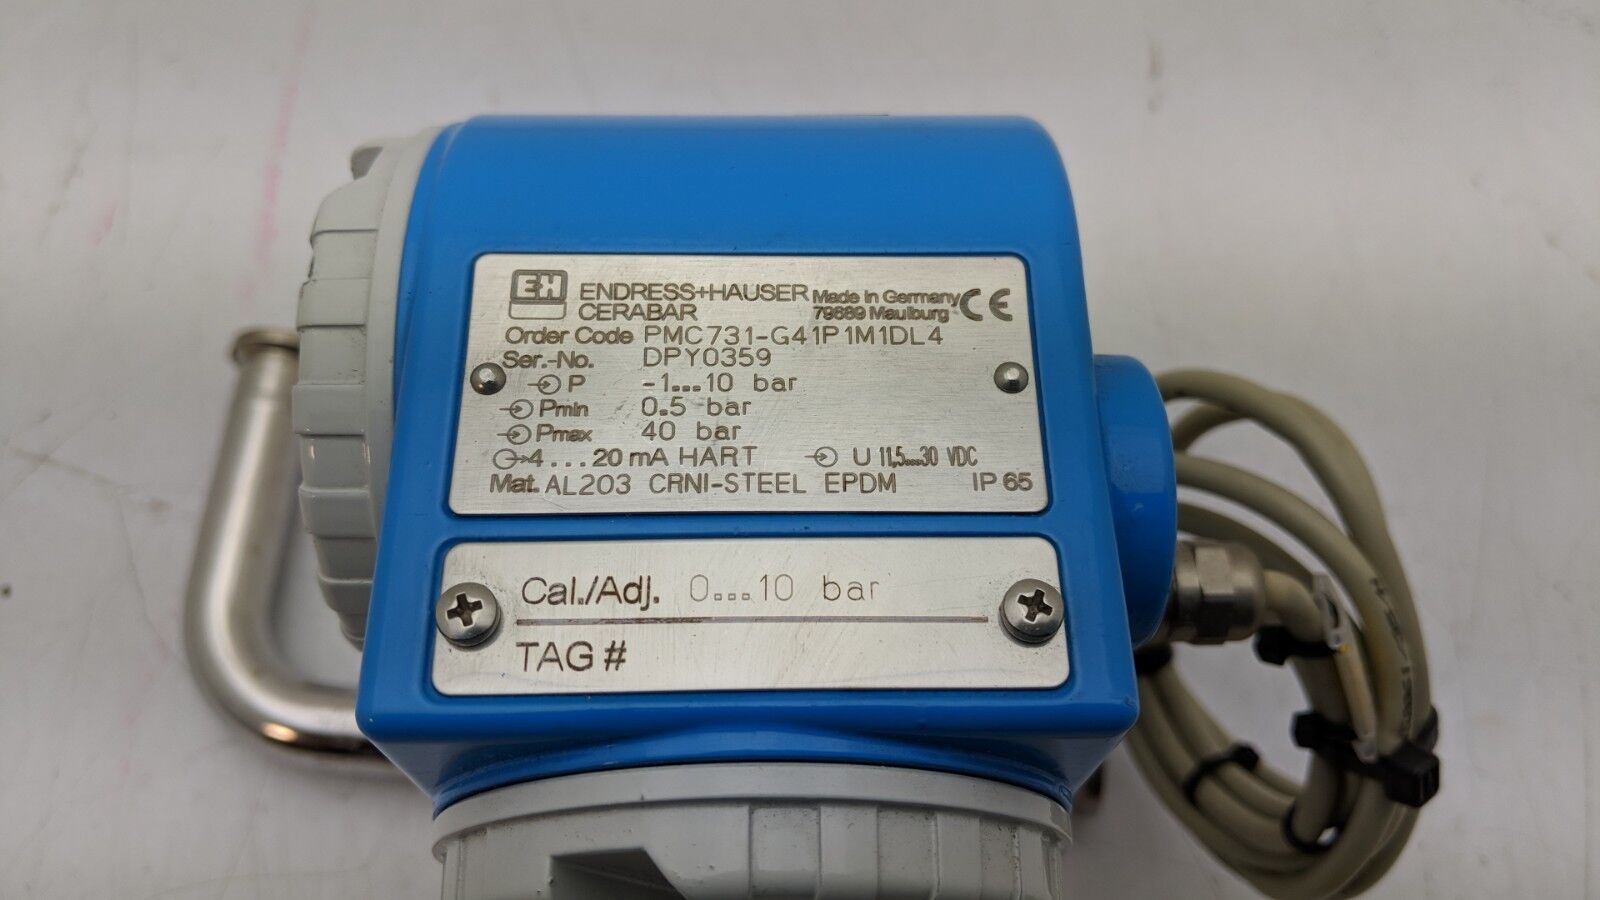 E+H ENDRESS+HAUSER Made in Germany CE
CERABAR 79689 Maulburg
Order Code PMC731-G41P1M1DL4
Ser.-No. DPY0359
P -1...10 bar
Pmin 0.5 bar
Pmax 40 bar
4...20 mA HART U 11,5...30 VDC
Mat. AL203 CRNI-STEEL EPDM IP 65
Cal./Adj. 0...10 bar
TAG #